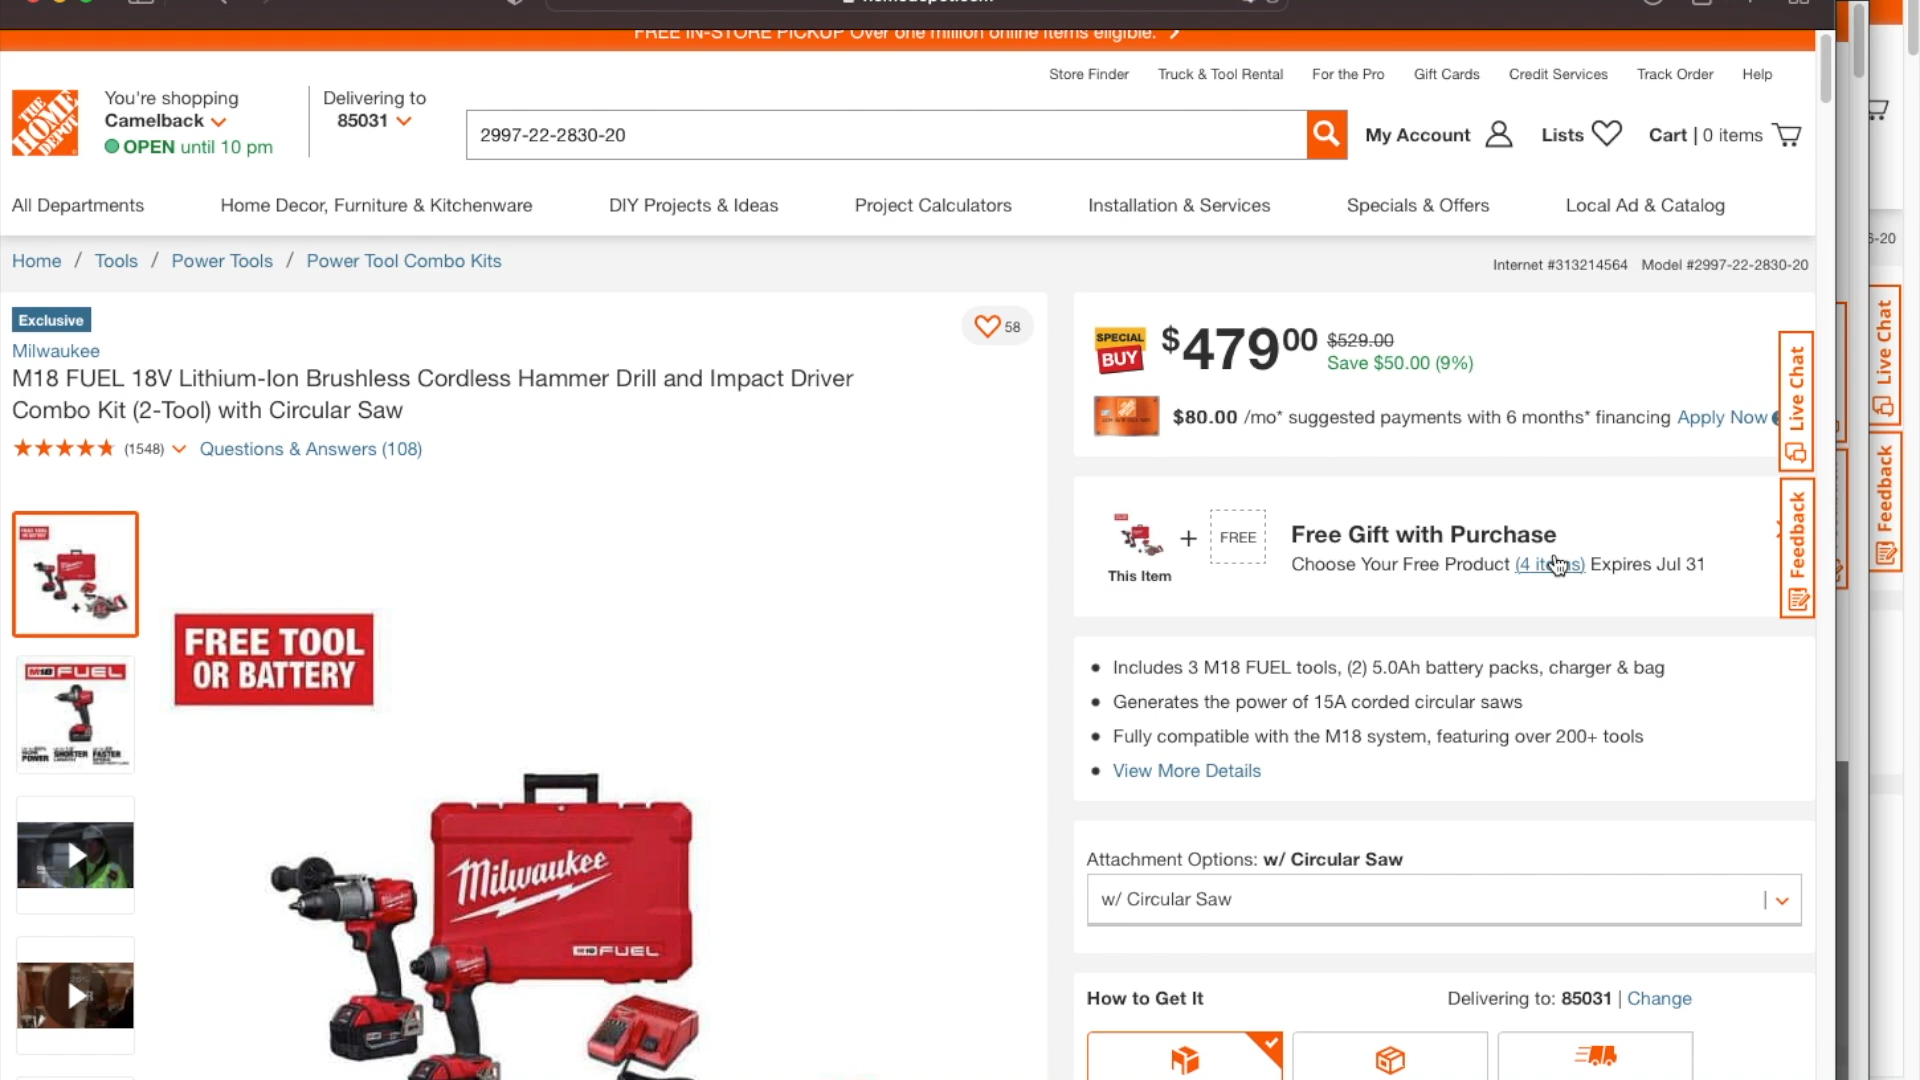 FREE IN-STORE PICKUP Over one million online items eligible.
Store Finder Truck & Tool Rental For the Pro Gift Cards Credit Services Track Order Help
THE HOME DEPOT
You're shopping
Camelback
OPEN until 10 pm
Delivering to
85031
2997-22-2830-20
My Account Lists Cart | 0 items
All Departments Home Decor, Furniture & Kitchenware DIY Projects & Ideas Project Calculators Installation & Services Specials & Offers Local Ad & Catalog
Home / Tools / Power Tools / Power Tool Combo Kits
Internet #313214564 Model #2997-22-2830-20
Exclusive
58
Milwaukee
M18 FUEL 18V Lithium-Ion Brushless Cordless Hammer Drill and Impact Driver
Combo Kit (2-Tool) with Circular Saw
(1548) Questions & Answers (108)
FREE TOOL
OR BATTERY
M18 FUEL
POWER SHORTER FASTER
Milwaukee
FUEL
SPECIAL
BUY
$47900 $529.00
Save $50.00 (9%)
$80.00 /mo* suggested payments with 6 months* financing Apply Now
This Item
+
FREE
Free Gift with Purchase
Choose Your Free Product (4 items) Expires Jul 31
• Includes 3 M18 FUEL tools, (2) 5.0Ah battery packs, charger & bag
• Generates the power of 15A corded circular saws
• Fully compatible with the M18 system, featuring over 200+ tools
• View More Details
Attachment Options: w/ Circular Saw
w/ Circular Saw
How to Get It
Delivering to: 85031 | Change
Live Chat
Feedback
Live Chat
Feedback